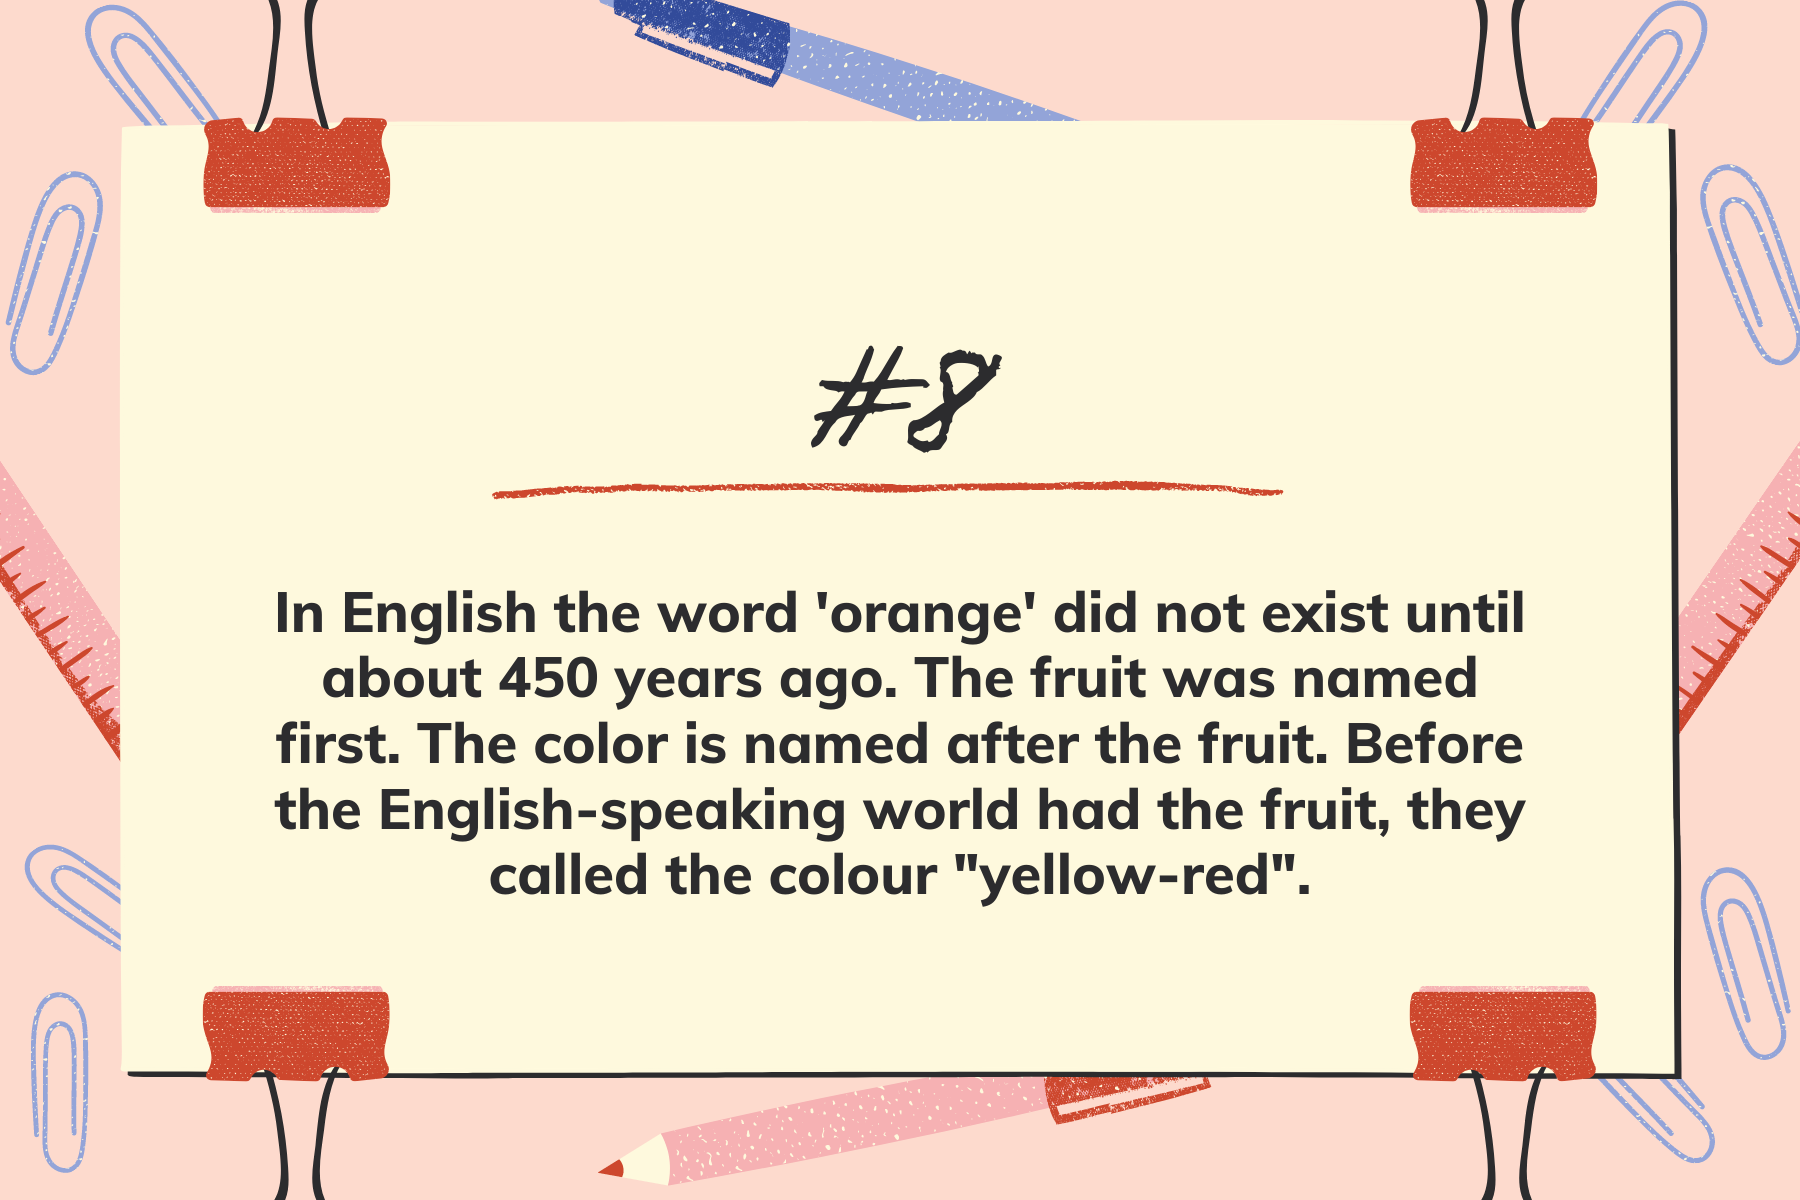 #8
In English the word 'orange' did not exist until
about 450 years ago. The fruit was named
first. The color is named after the fruit. Before
the English-speaking world had the fruit, they
called the colour "yellow-red".